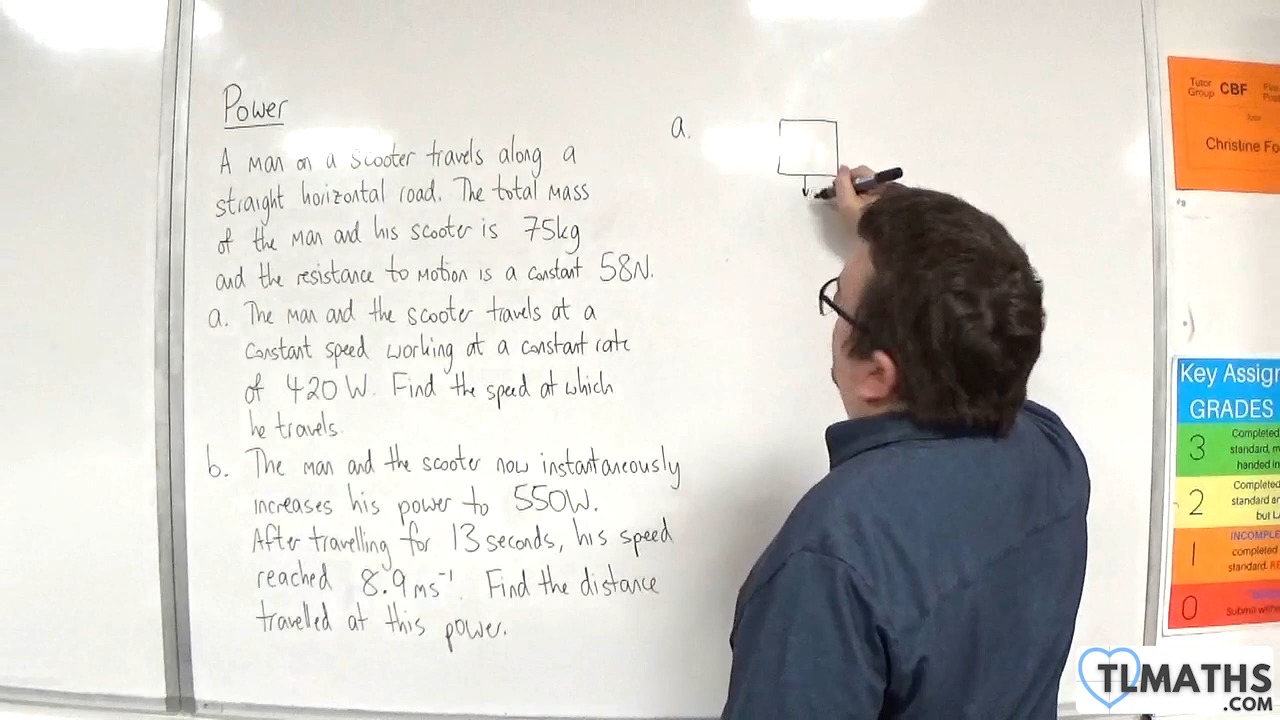 Power
A man on a scooter travels along a
straight horizontal road. The total mass
of the man and his scooter is 75kg
and the resistance to motion is a constant 58N.
a. The man and the scooter travels at a
constant speed working at a constant rate
of 420 W. Find the speed at which
he travels.
b. The man and the scooter now instantaneously
increases his power to 550W.
After travelling for 13 seconds, his speed
reached 8.9 ms⁻¹. Find the distance
travelled at this power.
a.
Tutor
Group CBF
Christine Fo
Key Assign
GRADES
3 Completed
standard, m
handed in
2 Completed
standard an
but L
1 INCOMPLE
completed
standard. RE
0 Submit
TLMATHS
.COM